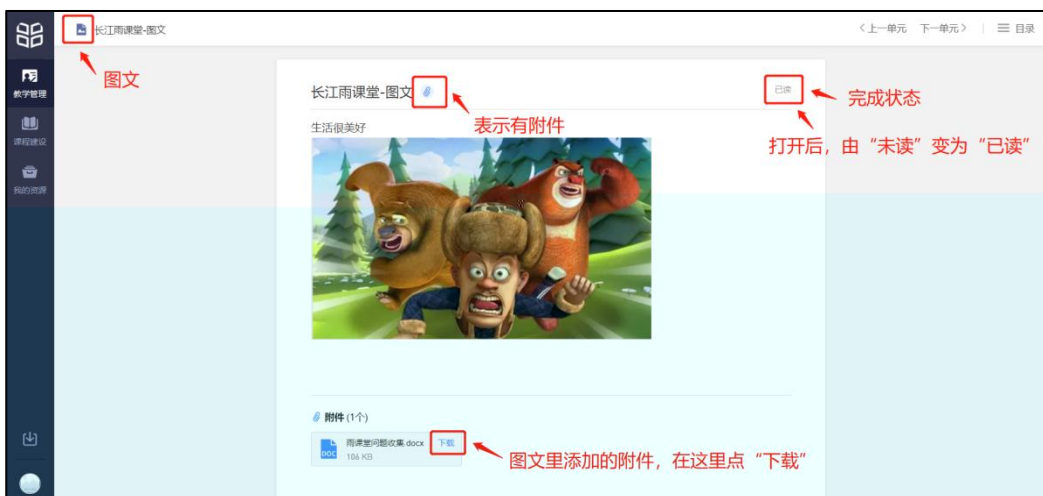 长江雨课堂-图文
〈上一单元 下一单元〉 目录
图文
教学管理
课程建设
我的资源
长江雨课堂-图文
已读
完成状态
表示有附件
打开后，由“未读”变为“已读”
生活很美好
附件 (1个)
雨课堂问题收集.docx 下载
DOC
186 KB
图文里添加的附件，在这里点“下载”